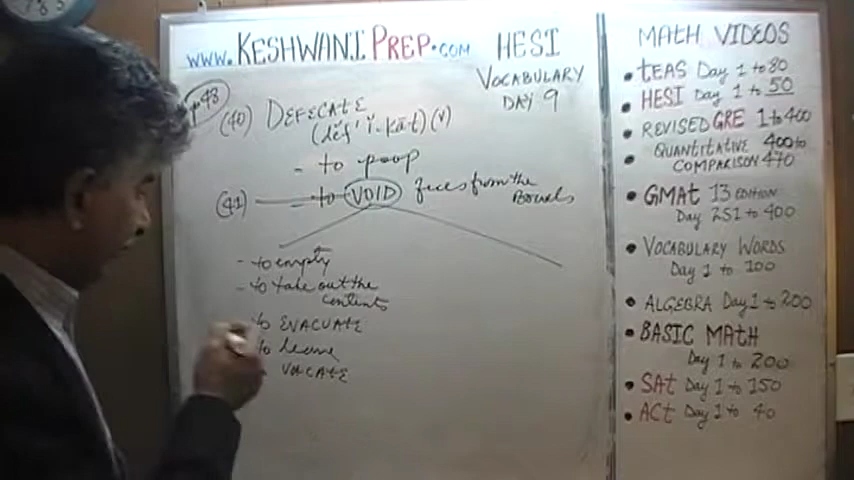 www.KESHWANIPREP.com
HESI
VOCABULARY
DAY 9
p43
(40) DEFECATE
(dĕf'ĭ-kāt)(v)
- to poop
(41)
- to VOID feces from the
Bowels
- to empty
- to take out the
contents
to EVACUATE
to leave
VACATE
MATH VIDEOS
• TEAS Day 1 to 80
• HESI Day 1 to 50
• REVISED GRE 1 to 400
• QUANTITATIVE 400 to
COMPARISON 470
• GMAT 13 EDITION
Day 251 to 400
• VOCABULARY WORDS
Day 1 to 100
• ALGEBRA Day 1 to 200
• BASIC MATH
Day 1 to 200
• SAT Day 1 to 150
• ACT Day 1 to 40